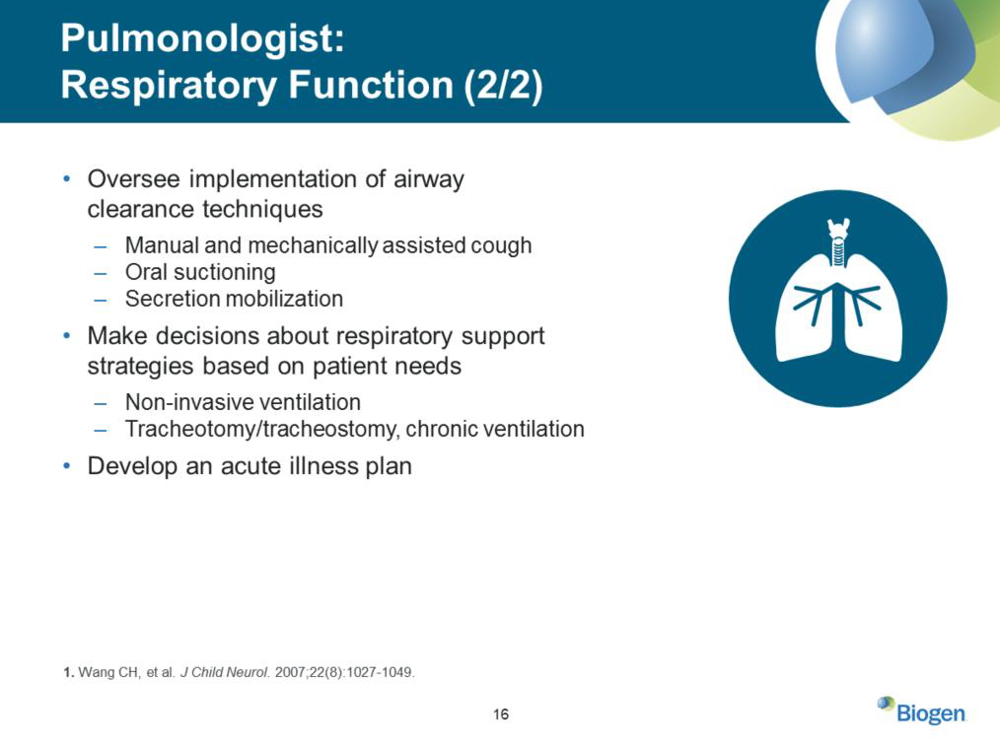 Pulmonologist:
Respiratory Function (2/2)
• Oversee implementation of airway
clearance techniques
– Manual and mechanically assisted cough
– Oral suctioning
– Secretion mobilization
• Make decisions about respiratory support
strategies based on patient needs
– Non-invasive ventilation
– Tracheotomy/tracheostomy, chronic ventilation
• Develop an acute illness plan
1. Wang CH, et al. J Child Neurol. 2007;22(8):1027-1049.
16
Biogen